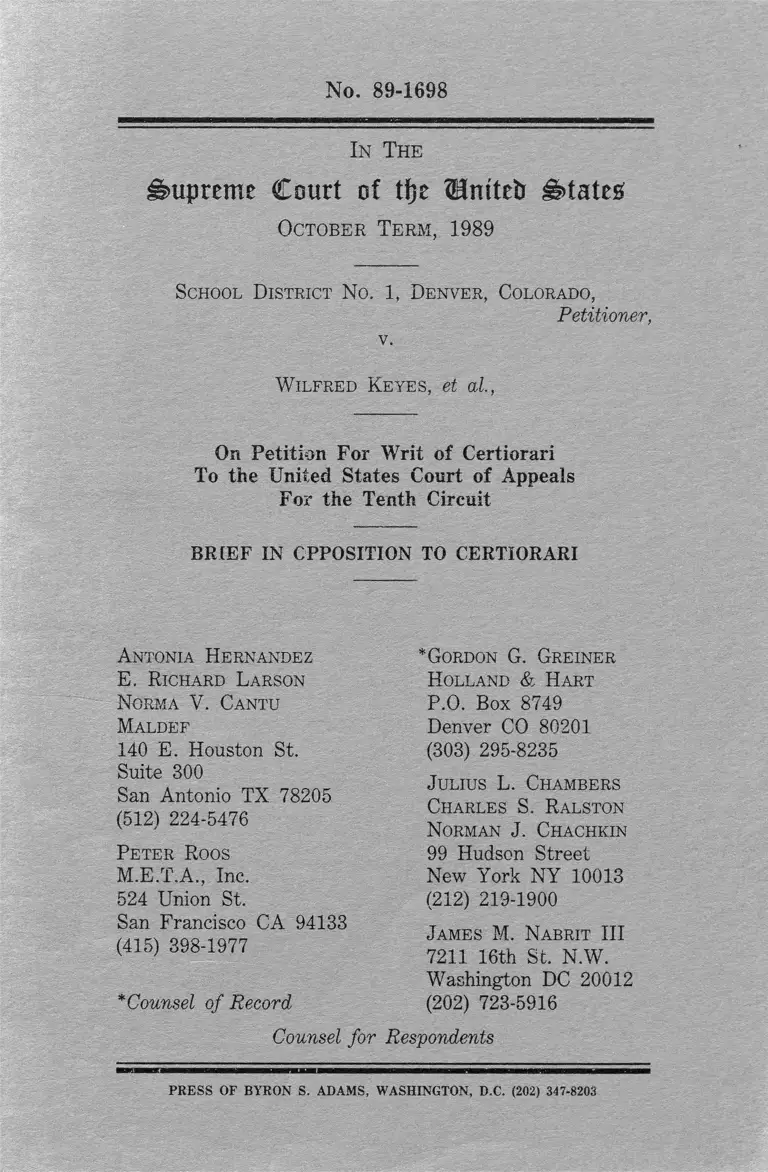 No. 89-1698
IN THE
Supreme Court of the United States
OCTOBER TERM, 1989
SCHOOL DISTRICT NO. 1, DENVER, COLORADO,
Petitioner,
v.
WILFRED KEYES, et al.,
On Petition For Writ of Certiorari
To the United States Court of Appeals
For the Tenth Circuit
BRIEF IN OPPOSITION TO CERTIORARI
ANTONIA HERNANDEZ
E. RICHARD LARSON
NORMA V. CANTU
MALDEF
140 E. Houston St.
Suite 300
San Antonio TX 78205
(512) 224-5476
PETER ROOS
M.E.T.A., Inc.
524 Union St.
San Francisco CA 94133
(415) 398-1977
*Counsel of Record
*GORDON G. GREINER
HOLLAND & HART
P.O. Box 8749
Denver CO 80201
(303) 295-8235
JULIUS L. CHAMBERS
CHARLES S. RALSTON
NORMAN J. CHACHKIN
99 Hudson Street
New York NY 10013
(212) 219-1900
JAMES M. NABRIT III
7211 16th St. N.W.
Washington DC 20012
(202) 723-5916
Counsel for Respondents
PRESS OF BYRON S. ADAMS, WASHINGTON, D.C. (202) 347-8203